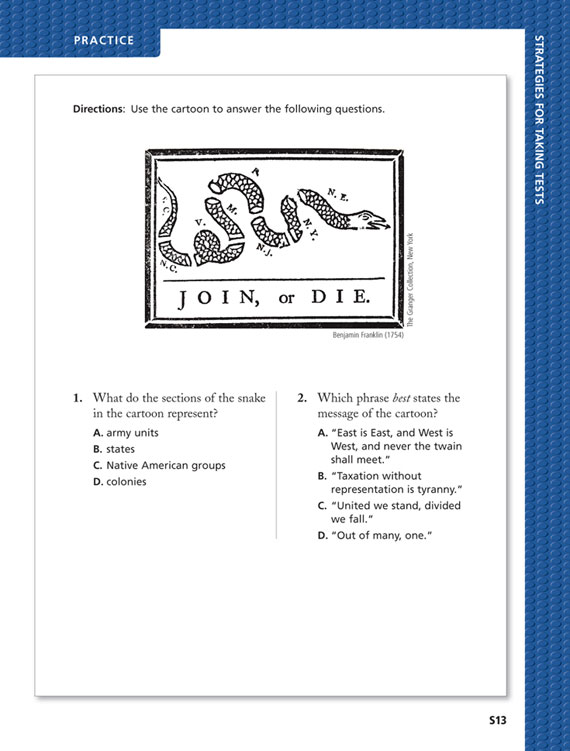 PRACTICE
STRATEGIES FOR TAKING TESTS
Directions: Use the cartoon to answer the following questions.
N. E.
N. Y.
N. J.
M.
V.
N. C.
JOIN, or DIE.
The Granger Collection, New York
Benjamin Franklin (1754)
1. What do the sections of the snake
in the cartoon represent?
A. army units
B. states
C. Native American groups
D. colonies
2. Which phrase best states the
message of the cartoon?
A. “East is East, and West is
West, and never the twain
shall meet.”
B. “Taxation without
representation is tyranny.”
C. “United we stand, divided
we fall.”
D. “Out of many, one.”
S13